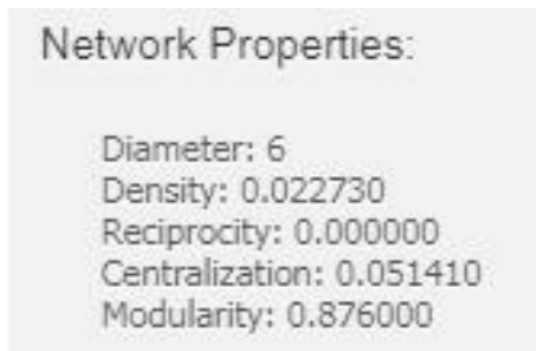 Network Properties:
Diameter: 6
Density: 0.022730
Reciprocity: 0.000000
Centralization: 0.051410
Modularity: 0.876000